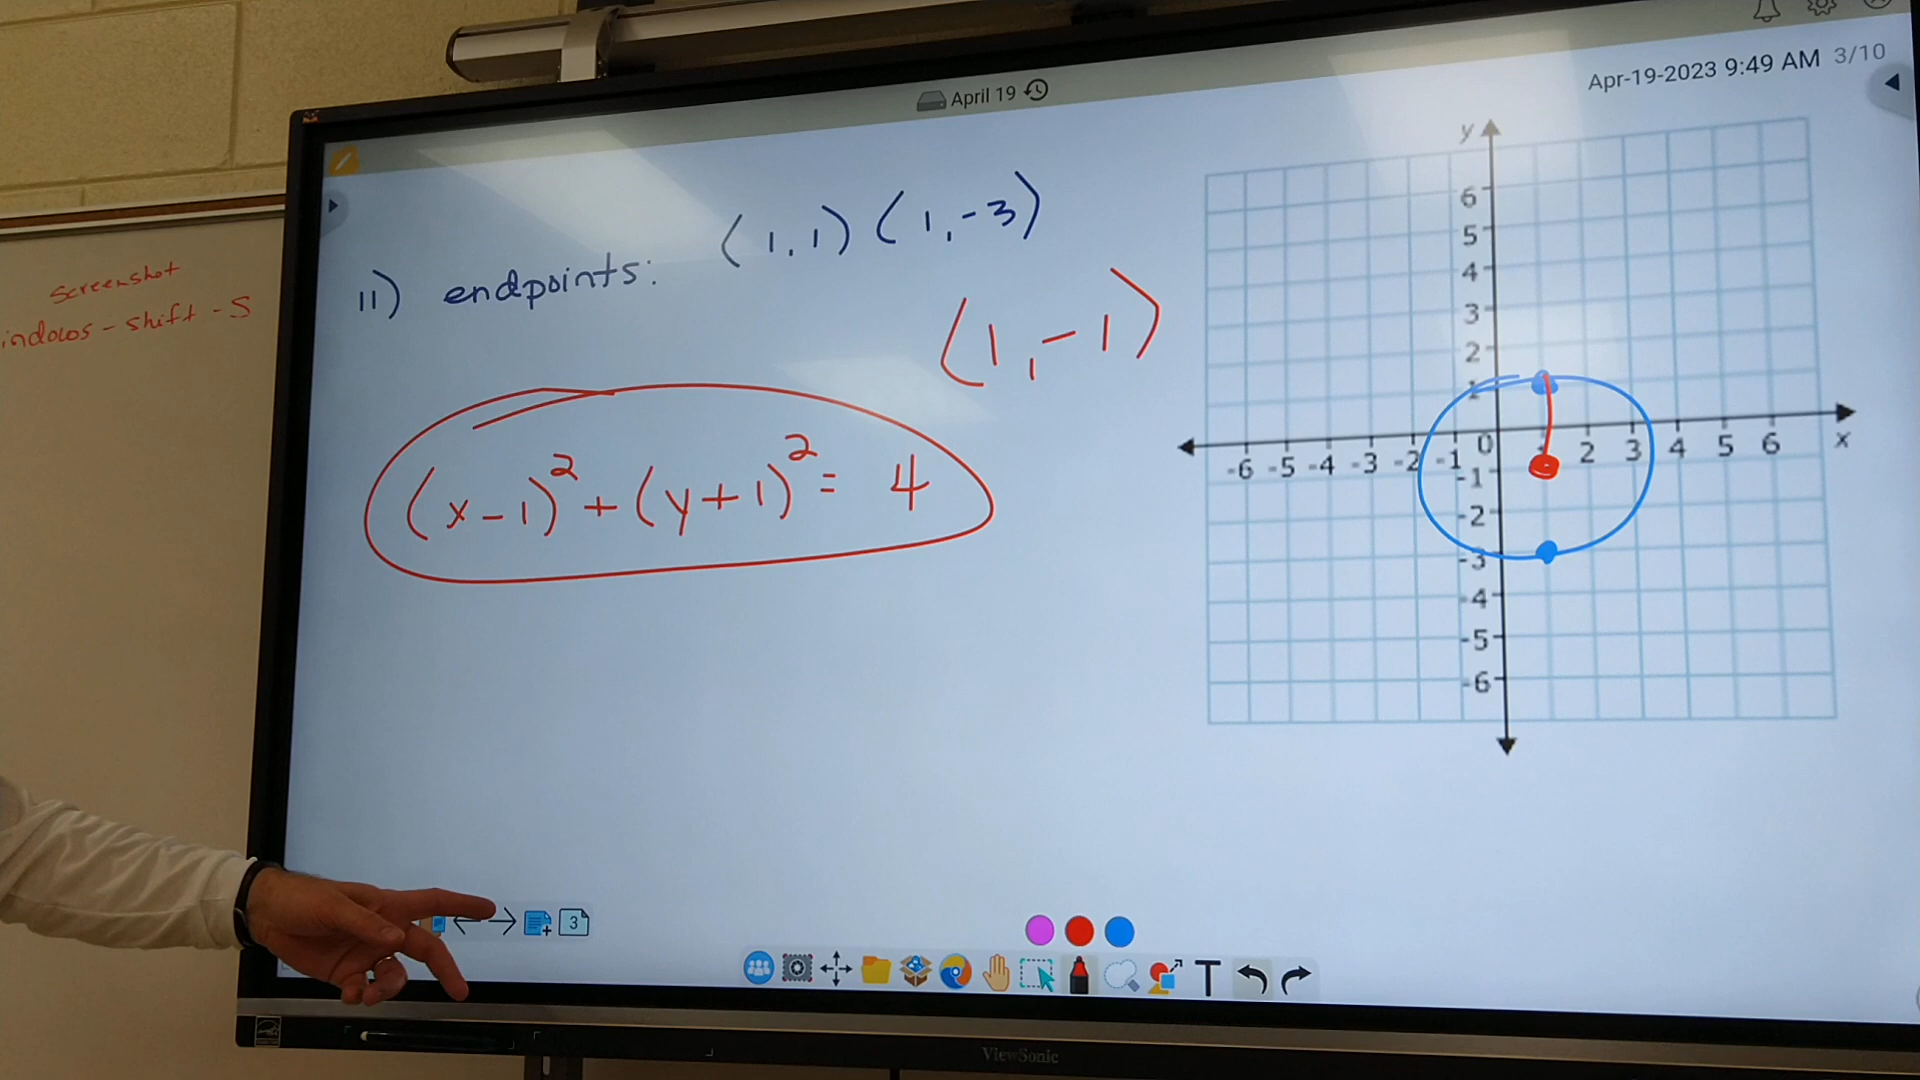 April 19
Apr-19-2023 9:49 AM 3/10
Screenshot
indows - shift - S
11) endpoints: (1,1) (1,-3)
(1,-1)
(x-1)²+(y+1)²= 4
y
6
5
4
3
2
1
-6 -5 -4 -3 -2 -1 0 2 3 4 5 6 x
-1
-2
-3
-4
-5
-6
3
T
ViewSonic